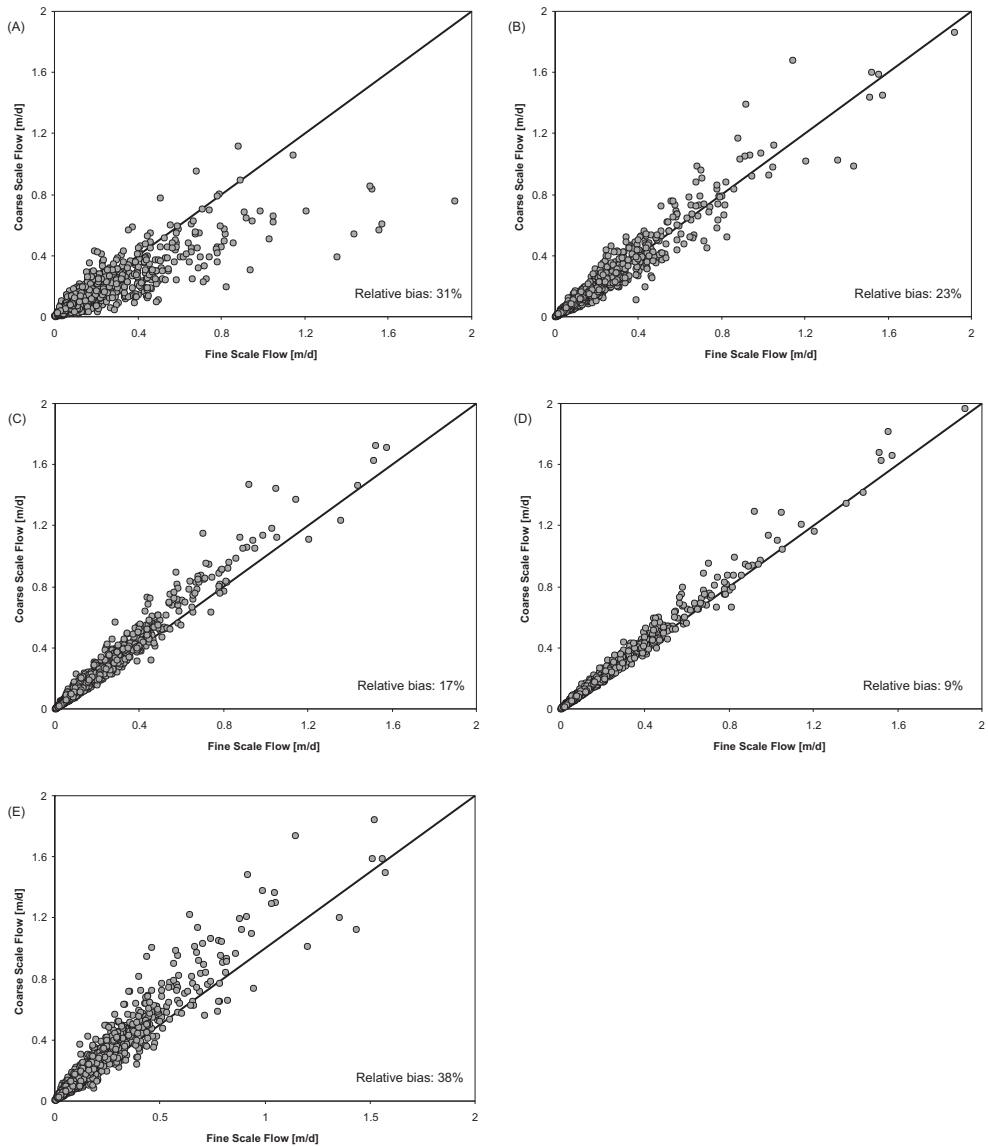 (A)
Coarse Scale Flow [m/d]
2
1.6
1.2
0.8
0.4
0
0
0.4
0.8
1.2
1.6
2
Relative bias: 31%
Fine Scale Flow [m/d]
(B)
Coarse Scale Flow [m/d]
2
1.6
1.2
0.8
0.4
0
0
0.4
0.8
1.2
1.6
2
Relative bias: 23%
Fine Scale Flow [m/d]
(C)
Coarse Scale Flow [m/d]
2
1.6
1.2
0.8
0.4
0
0
0.4
0.8
1.2
1.6
2
Relative bias: 17%
Fine Scale Flow [m/d]
(D)
Coarse Scale Flow [m/d]
2
1.6
1.2
0.8
0.4
0
0
0.4
0.8
1.2
1.6
2
Relative bias: 9%
Fine Scale Flow [m/d]
(E)
Coarse Scale Flow [m/d]
2
1.6
1.2
0.8
0.4
0
0
0.5
1
1.5
2
Relative bias: 38%
Fine Scale Flow [m/d]